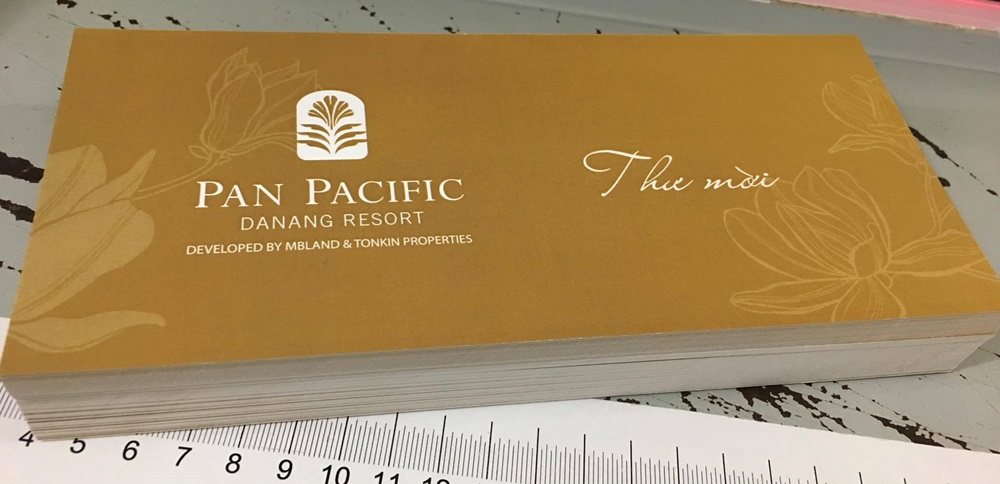 PAN PACIFIC
DANANG RESORT
DEVELOPED BY MBLAND & TONKIN PROPERTIES
Thư mời
4 5 6 7 8 9 10 11